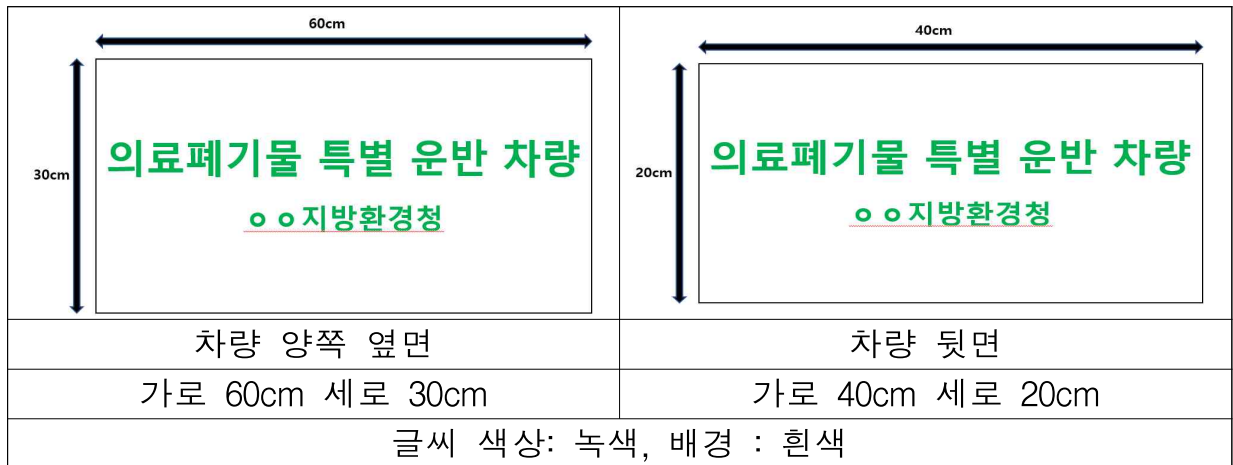 60cm
30cm
의료폐기물 특별 운반 차량
ㅇㅇ지방환경청
40cm
20cm
의료폐기물 특별 운반 차량
ㅇㅇ지방환경청
차량 양쪽 옆면
차량 뒷면
가로 60cm 세로 30cm
가로 40cm 세로 20cm
글씨 색상: 녹색, 배경 : 흰색